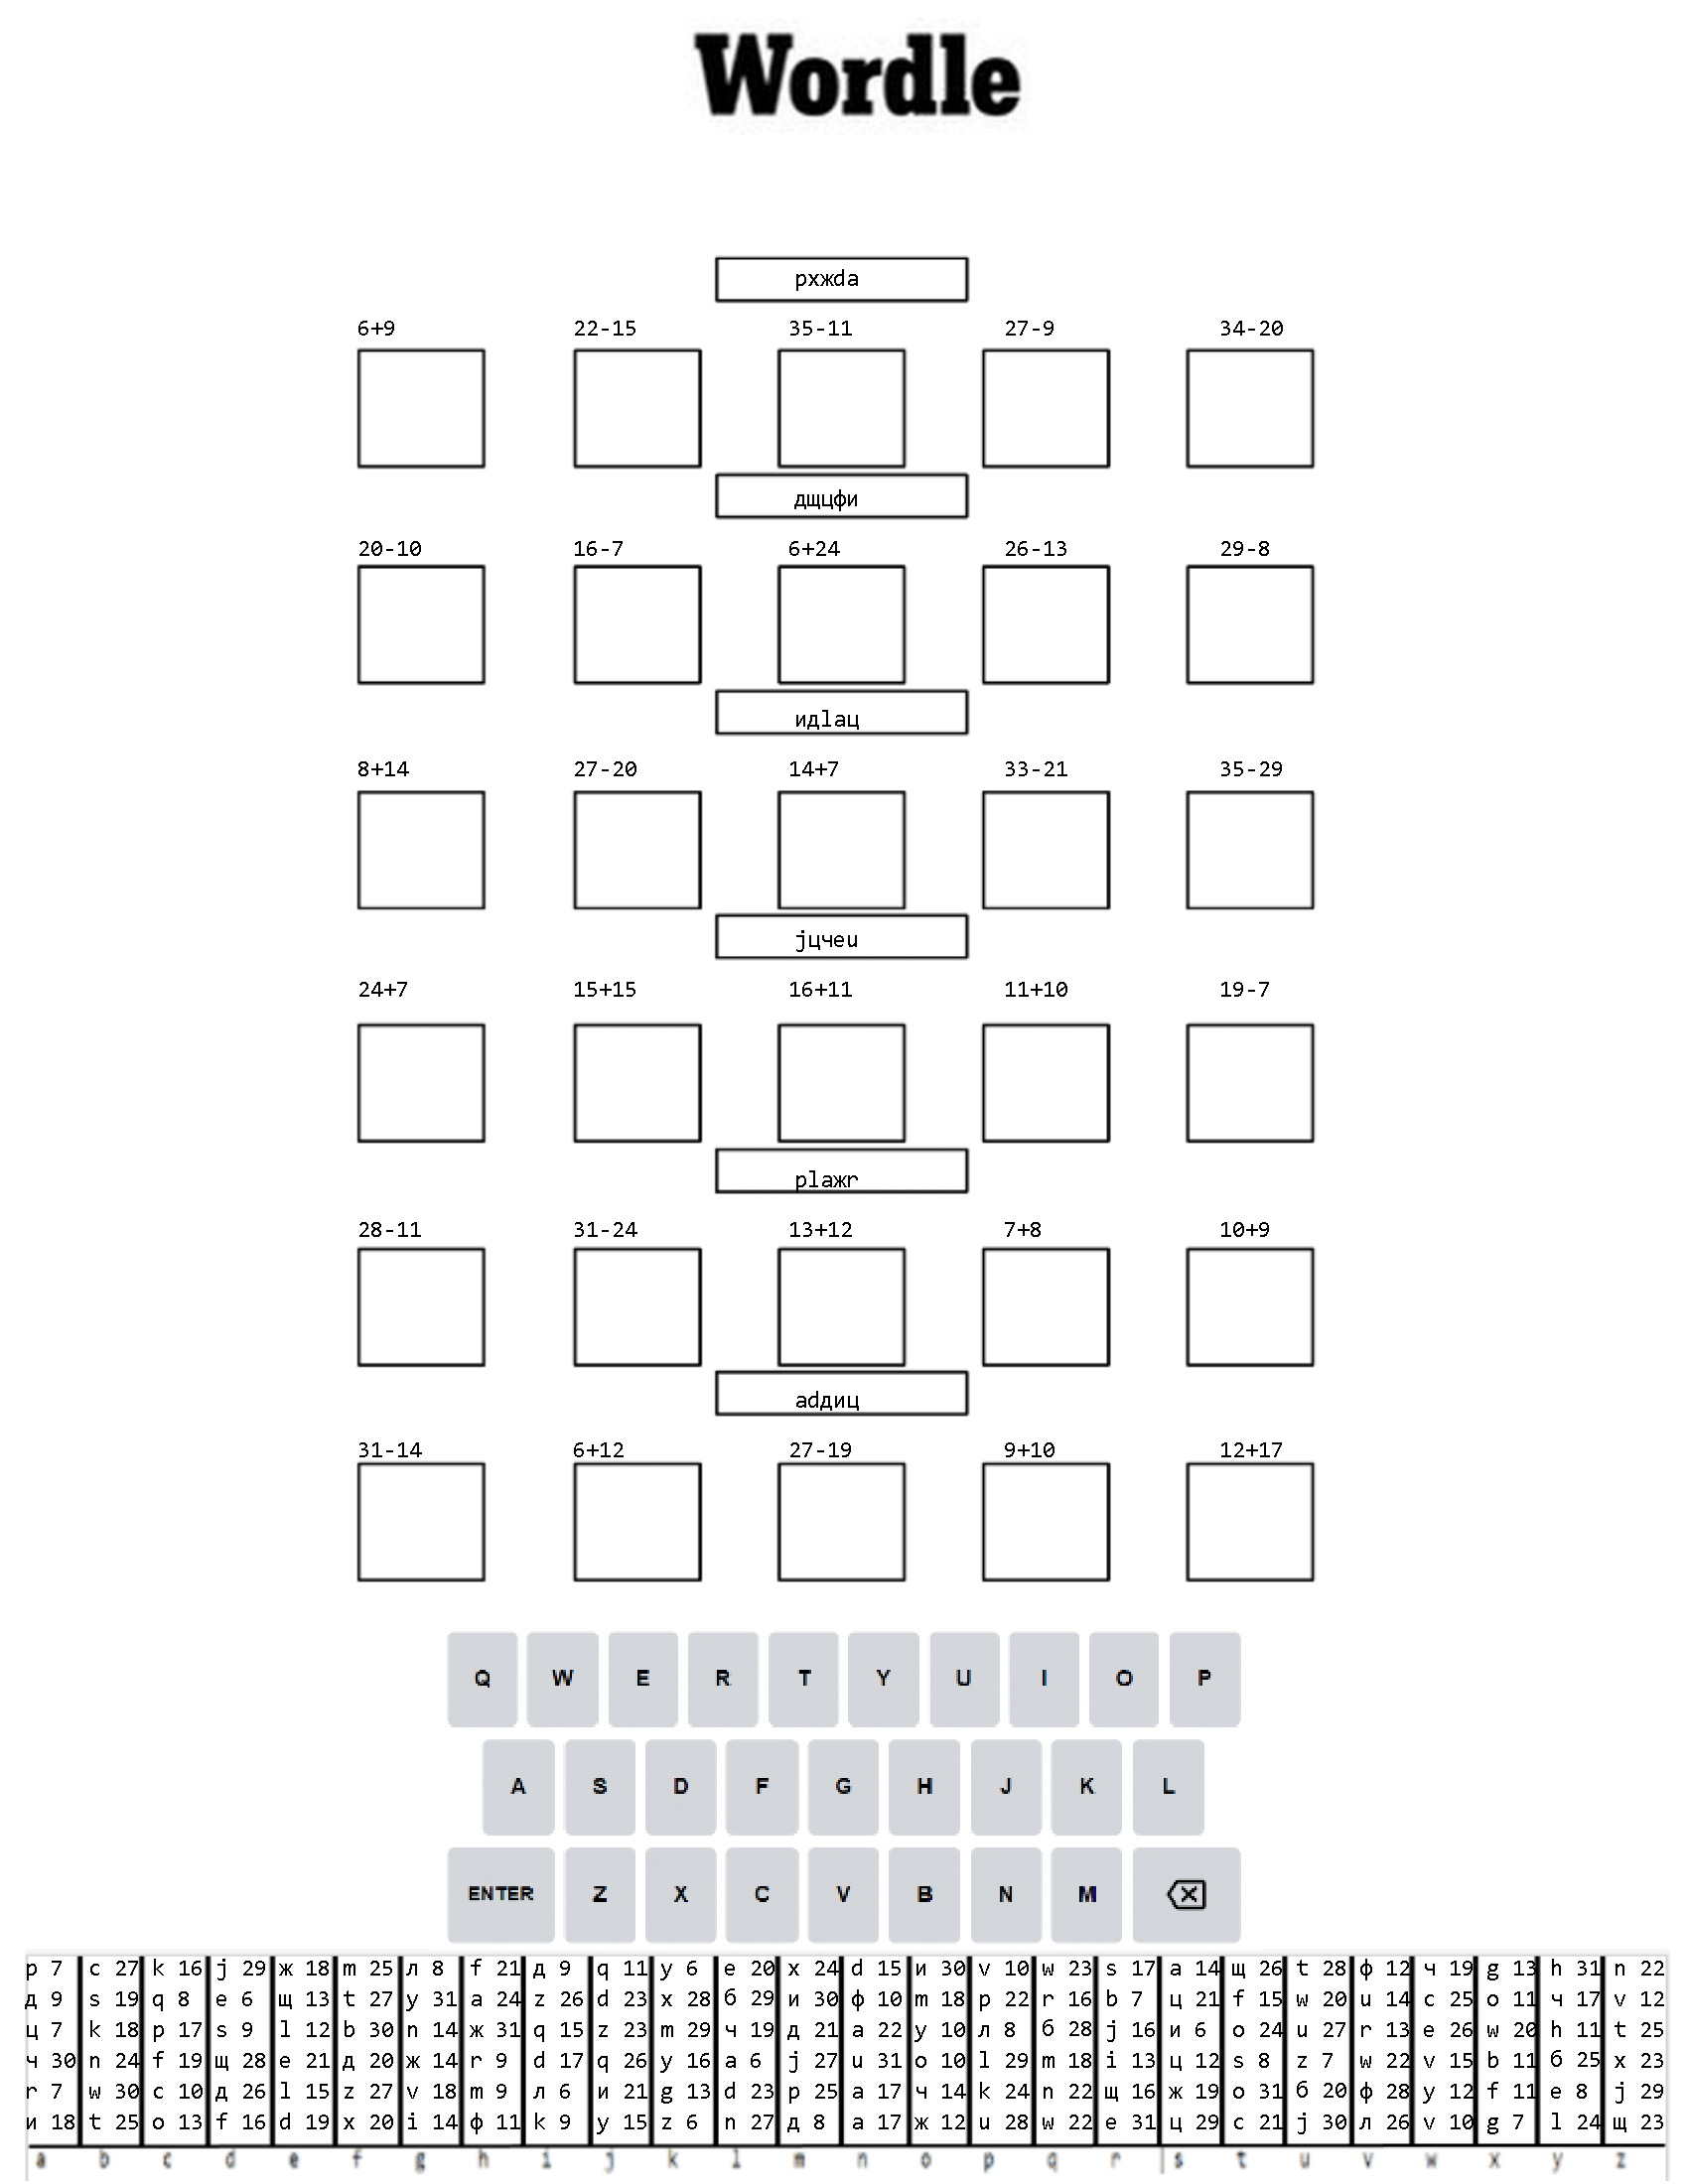 Wordle
рхжda
6+9 22-15 35-11 27-9 34-20
дщцфи
20-10 16-7 6+24 26-13 29-8
идlaц
8+14 27-20 14+7 33-21 35-29
jцчeu
24+7 15+15 16+11 11+10 19-7
plaжr
28-11 31-24 13+12 7+8 10+9
adдиц
31-14 6+12 27-19 9+10 12+17
Q W E R T Y U I O P
A S D F G H J K L
ENTER Z X C V B N M
p 7 c 27 k 16 j 29 ж 18 m 25 л 8 f 21 д 9 q 11 y 6 e 20 x 24 d 15 и 30 v 10 w 23 s 17 a 14 щ 26 t 28 ф 12 ч 19 g 13 h 31 n 22
д 9 s 19 q 8 e 6 щ 13 t 27 y 31 a 24 z 26 d 23 x 28 б 29 и 30 ф 10 m 18 p 22 r 16 b 7 ц 21 f 15 w 20 u 14 c 25 o 11 ч 17 v 12
ц 7 k 18 p 17 s 9 l 12 b 30 n 14 ж 31 q 15 z 23 m 29 ч 19 д 21 a 22 y 10 л 8 б 28 j 16 и 6 o 24 u 27 r 13 e 26 w 20 h 11 t 25
ч 30 n 24 f 19 щ 28 e 21 д 20 ж 14 r 9 d 17 q 26 y 16 a 6 j 27 u 31 o 10 l 29 m 18 i 13 ц 12 s 8 z 7 w 22 v 15 b 11 б 25 x 23
r 7 w 30 c 10 д 26 l 15 z 27 v 18 m 9 л 6 и 21 g 13 d 23 p 25 a 17 ч 14 k 24 n 22 щ 16 ж 19 o 31 б 20 ф 28 y 12 f 11 e 8 j 29
и 18 t 25 o 13 f 16 d 19 x 20 i 14 ф 11 k 9 y 15 z 6 n 27 д 8 a 17 ж 12 u 28 w 22 e 31 ц 29 c 21 j 30 л 26 v 10 g 7 l 24 щ 23
a b c d e f g h i j k l m n o p q r s t u v w x y z